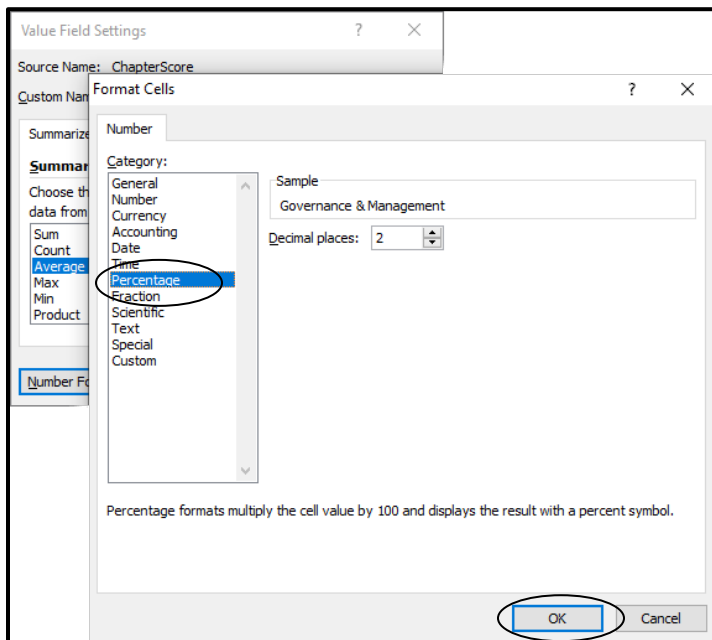 Value Field Settings
Source Name: ChapterScore
Custom Nam
Summarize
Summar
Choose th
data from
Sum
Count
Average
Max
Min
Product
Number Fo
Format Cells
Number
Category:
General
Number
Currency
Accounting
Date
Time
Percentage
Fraction
Scientific
Text
Special
Custom
Sample
Governance & Management
Decimal places: 2
Percentage formats multiply the cell value by 100 and displays the result with a percent symbol.
OK Cancel